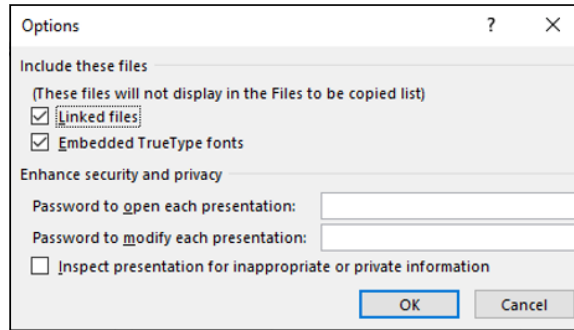 Options ?
Include these files
(These files will not display in the Files to be copied list)
Linked files
Embedded TrueType fonts
Enhance security and privacy
Password to open each presentation:
Password to modify each presentation:
Inspect presentation for inappropriate or private information
OK Cancel